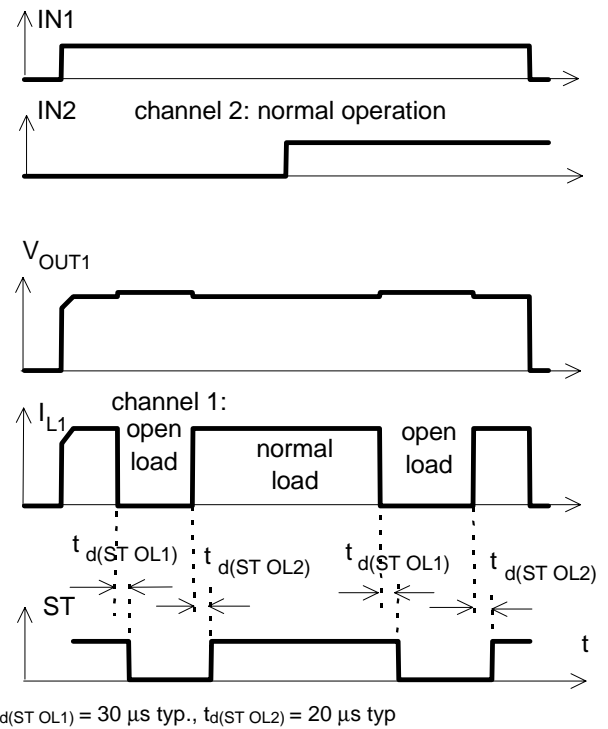 IN1
IN2 channel 2: normal operation
VOUT1
IL1
channel 1:
open
load
normal
load
open
load
t d(ST OL1)
t d(ST OL2)
t d(ST OL1)
t d(ST OL2)
ST
t
d(ST OL1) = 30 µs typ., td(ST OL2) = 20 µs typ